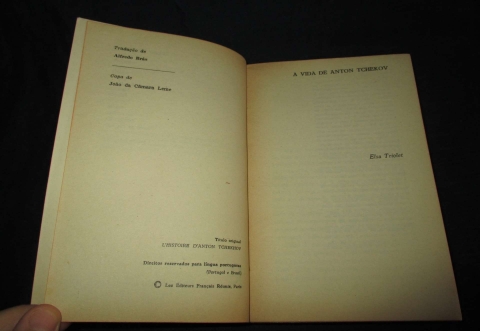 Tradução de
Alfredo
Capa de
João da Câmara Leme
Título original
L'HISTOIRE D'ANTON TCHEKOV
Direitos reservados para língua portuguesa
(Portugal e Brasil)
© Les Editeurs Français Réunis, Paris
A VIDA DE ANTON TCHEKOV
Elsa Triolet